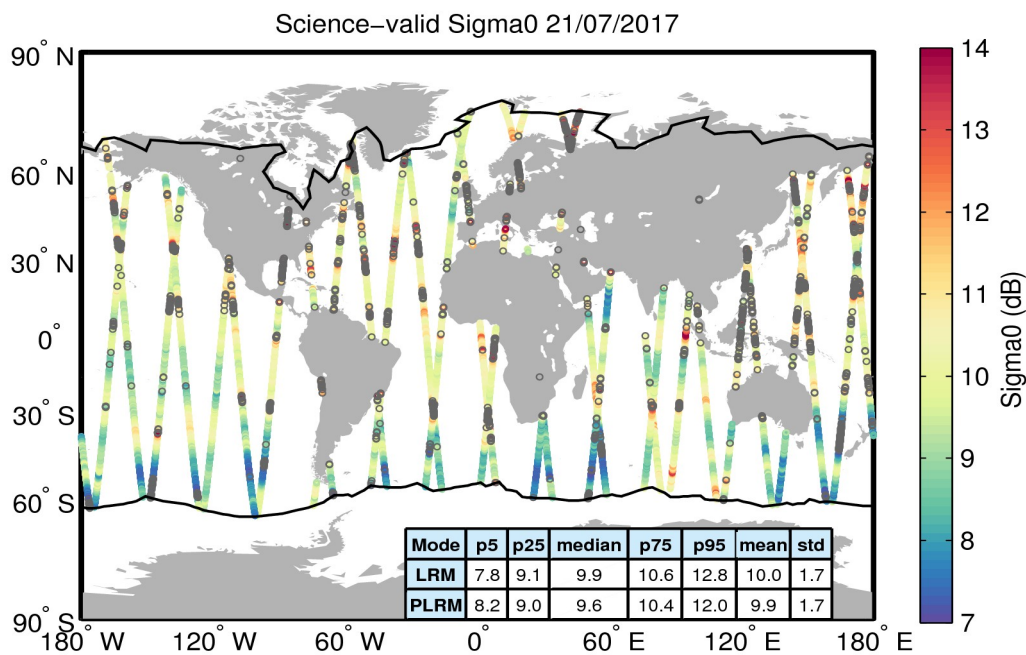 Science−valid Sigma0 21/07/2017
90° N
60° N
30° N
0°
30° S
60° S
90° S
180° W 120° W 60° W 0° 60° E 120° E 180° E
14
13
12
11
10
9
8
7
Sigma0 (dB)
Mode p5 p25 median p75 p95 mean std
LRM 7.8 9.1 9.9 10.6 12.8 10.0 1.7
PLRM 8.2 9.0 9.6 10.4 12.0 9.9 1.7